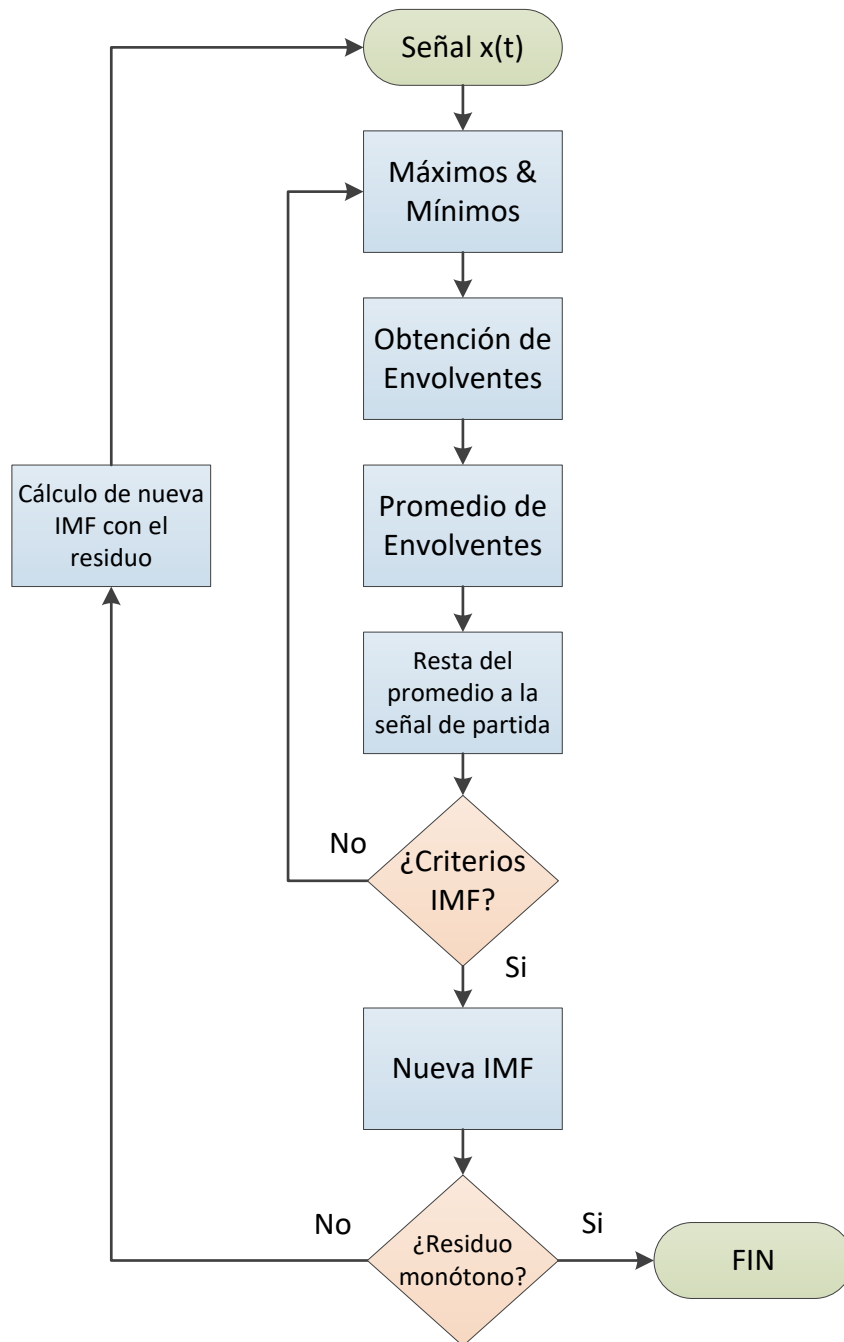 Señal x(t)
Máximos &
Mínimos
Obtención de
Envolventes
Cálculo de nueva
IMF con el
residuo
Promedio de
Envolventes
Resta del
promedio a la
señal de partida
No
¿Criterios
IMF?
Si
Nueva IMF
No
¿Residuo
monótono?
Si
FIN